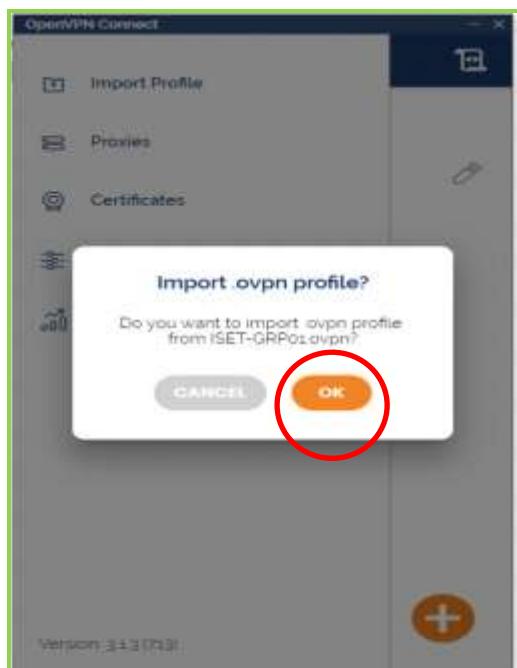 OpenVPN Connect
Import Profile
Proxies
Certificates
Import .ovpn profile?
Do you want to import .ovpn profile
from ISET-GRP01.ovpn?
CANCEL
OK
Version: 3.1.3 (713)